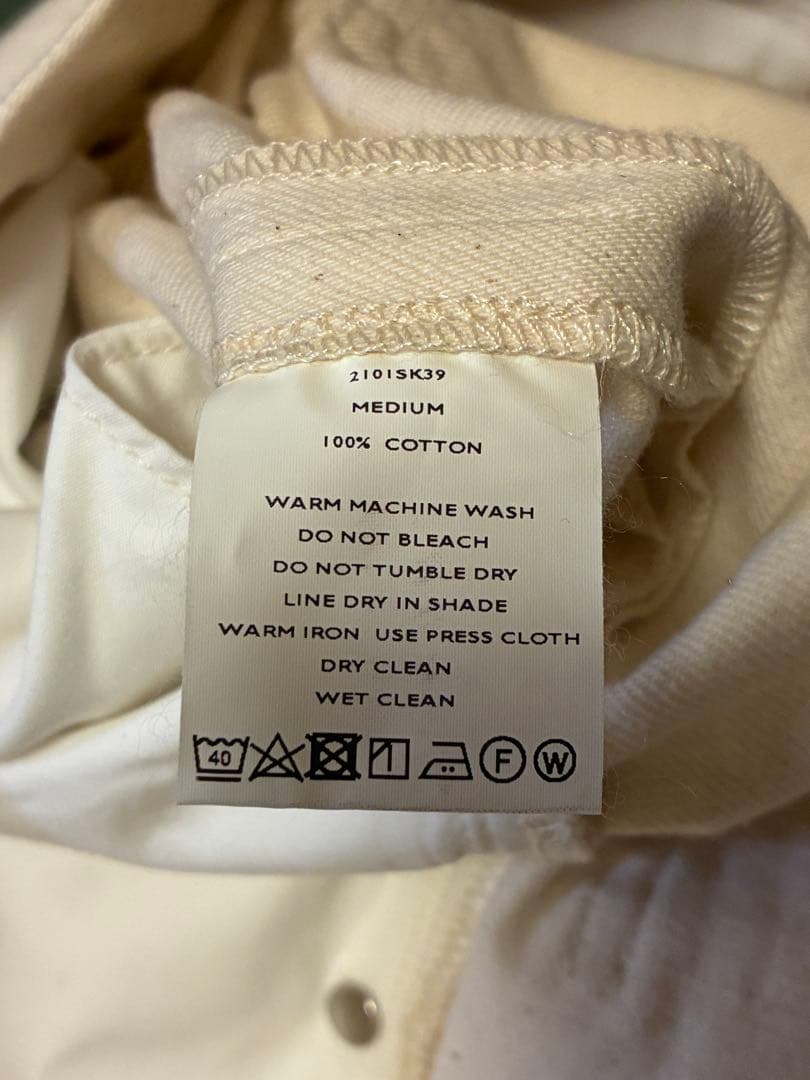 2101SK39
MEDIUM
100% COTTON
WARM MACHINE WASH
DO NOT BLEACH
DO NOT TUMBLE DRY
LINE DRY IN SHADE
WARM IRON USE PRESS CLOTH
DRY CLEAN
WET CLEAN
40 F W